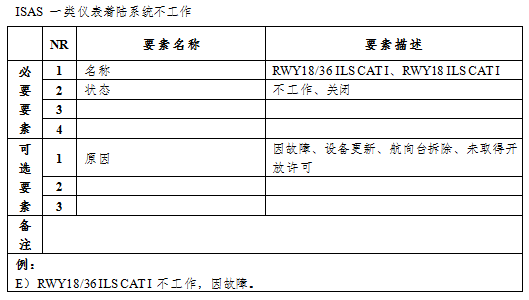 ISAS 一类仪表着陆系统不工作
NR 要素名称 要素描述
必要要素
1 名称 RWY18/36 ILS CAT I、RWY18 ILS CAT I
2 状态 不工作、关闭
3
4
可选要素
1 原因 因故障、设备更新、航向台拆除、未取得开
放许可
2
3
备注
例：
E）RWY18/36 ILS CAT I 不工作，因故障。